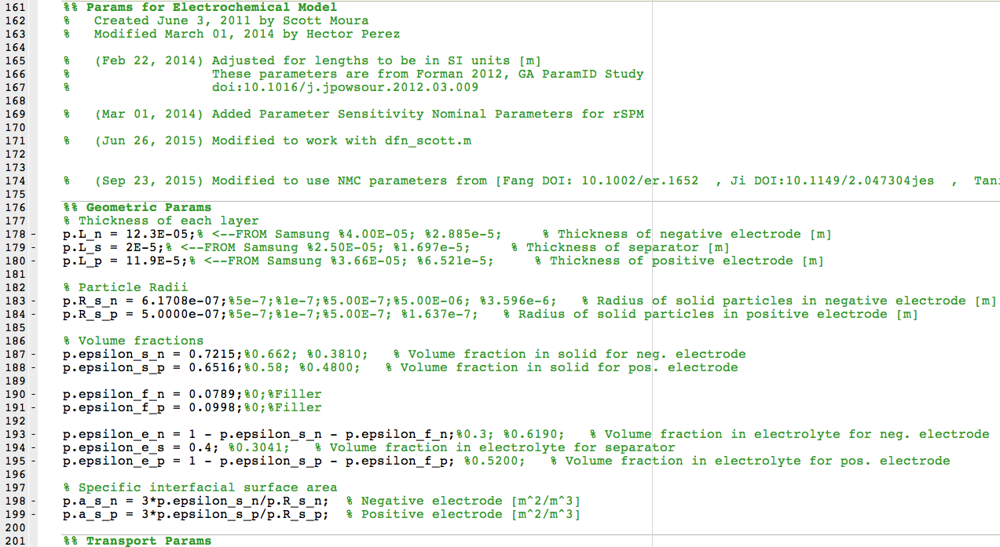 161 %% Params for Electrochemical Model
162 % Created June 3, 2011 by Scott Moura
163 % Modified March 01, 2014 by Hector Perez
164
165 % (Feb 22, 2014) Adjusted for lengths to be in SI units [m]
166 % These parameters are from Forman 2012, GA ParamID Study
167 % doi:10.1016/j.jpowsour.2012.03.009
168
169 % (Mar 01, 2014) Added Parameter Sensitivity Nominal Parameters for rSPM
170
171 % (Jun 26, 2015) Modified to work with dfn_scott.m
172
173
174 % (Sep 23, 2015) Modified to use NMC parameters from [Fang DOI: 10.1002/er.1652 , Ji DOI:10.1149/2.047304jes ,
175
176 %% Geometric Params
177 % Thickness of each layer
178 - p.L_n = 12.3E-05;% <--FROM Samsung %4.00E-05; %2.885e-5; % Thickness of negative electrode [m]
179 - p.L_s = 2E-5;% <--FROM Samsung %2.50E-05; %1.697e-5; % Thickness of separator [m]
180 - p.L_p = 11.9E-5;% <--FROM Samsung %3.66E-05; %6.521e-5; % Thickness of positive electrode [m]
181
182 % Particle Radii
183 - p.R_s_n = 6.1708e-07;%5e-7;%1e-7;%5.00E-7;%5.00E-06; %3.596e-6; % Radius of solid particles in negative electrode [m]
184 - p.R_s_p = 5.0000e-07;%5e-7;%1e-7;%5.00E-7; %1.637e-7; % Radius of solid particles in positive electrode [m]
185
186 % Volume fractions
187 - p.epsilon_s_n = 0.7215;%0.662; %0.3810; % Volume fraction in solid for neg. electrode
188 - p.epsilon_s_p = 0.6516;%0.58; %0.4800; % Volume fraction in solid for pos. electrode
189
190 - p.epsilon_f_n = 0.0789;%0;%Filler
191 - p.epsilon_f_p = 0.0998;%0;%Filler
192
193 - p.epsilon_e_n = 1 - p.epsilon_s_n - p.epsilon_f_n;%0.3; %0.6190; % Volume fraction in electrolyte for neg. electrode
194 - p.epsilon_e_s = 0.4; %0.3041; % Volume fraction in electrolyte for separator
195 - p.epsilon_e_p = 1 - p.epsilon_s_p - p.epsilon_f_p; %0.5200; % Volume fraction in electrolyte for pos. electrode
196
197 % Specific interfacial surface area
198 - p.a_s_n = 3*p.epsilon_s_n/p.R_s_n; % Negative electrode [m^2/m^3]
199 - p.a_s_p = 3*p.epsilon_s_p/p.R_s_p; % Positive electrode [m^2/m^3]
200
201 %% Transport Params